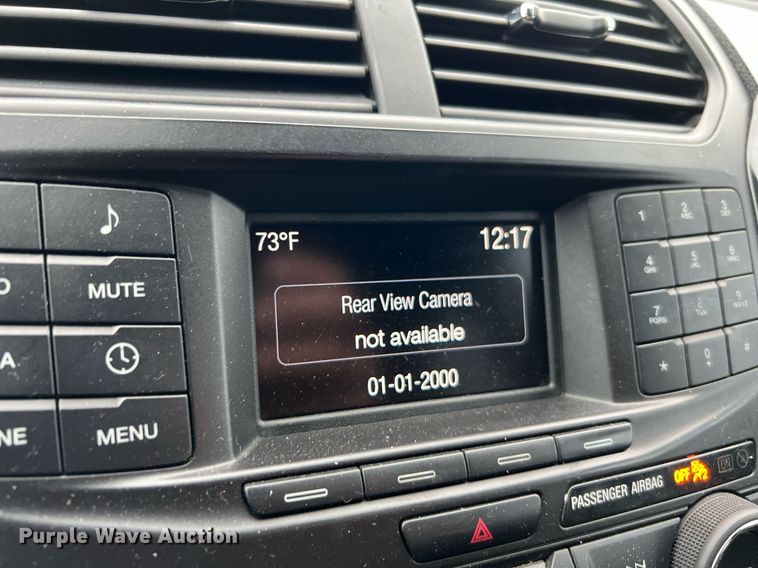 73°F 12:17
Rear View Camera
not available
01-01-2000
MUTE
MENU
1 2 ABC 3 DEF
4 GHI 5 JKL 6 MNO
7 PQRS 8 TUV 9 WXYZ
* 0 + #
PASSENGER AIRBAG OFF ON
Purple Wave Auction